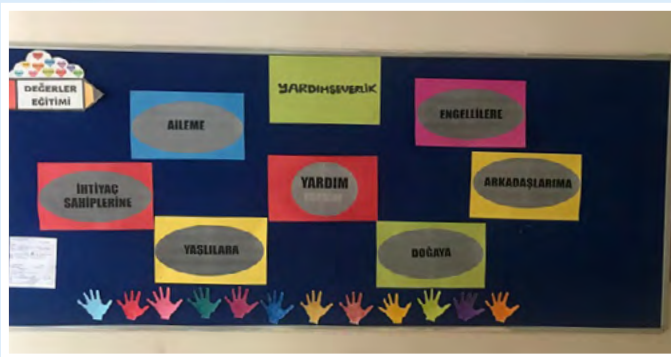 DEĞERLER
EĞİTİMİ
YARDIMSEVERLİK
AİLEME
ENGELLİLERE
İHTİYAÇ
SAHİPLERİNE
YARDIM
ARKADAŞLARIMA
YAŞLILARA
DOĞAYA